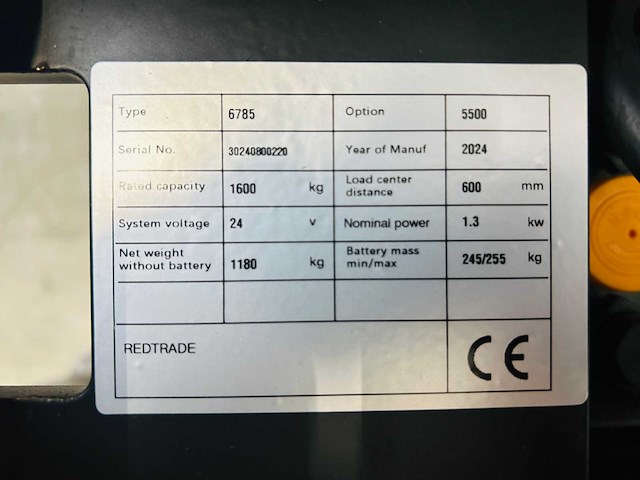 Type 6785 Option 5500
Serial No. 30240800220 Year of Manuf 2024
Rated capacity 1600 kg Load center
distance 600 mm
System voltage 24 v Nominal power 1.3 kw
Net weight
without battery 1180 kg Battery mass
min/max 245/255 kg
REDTRADE CE